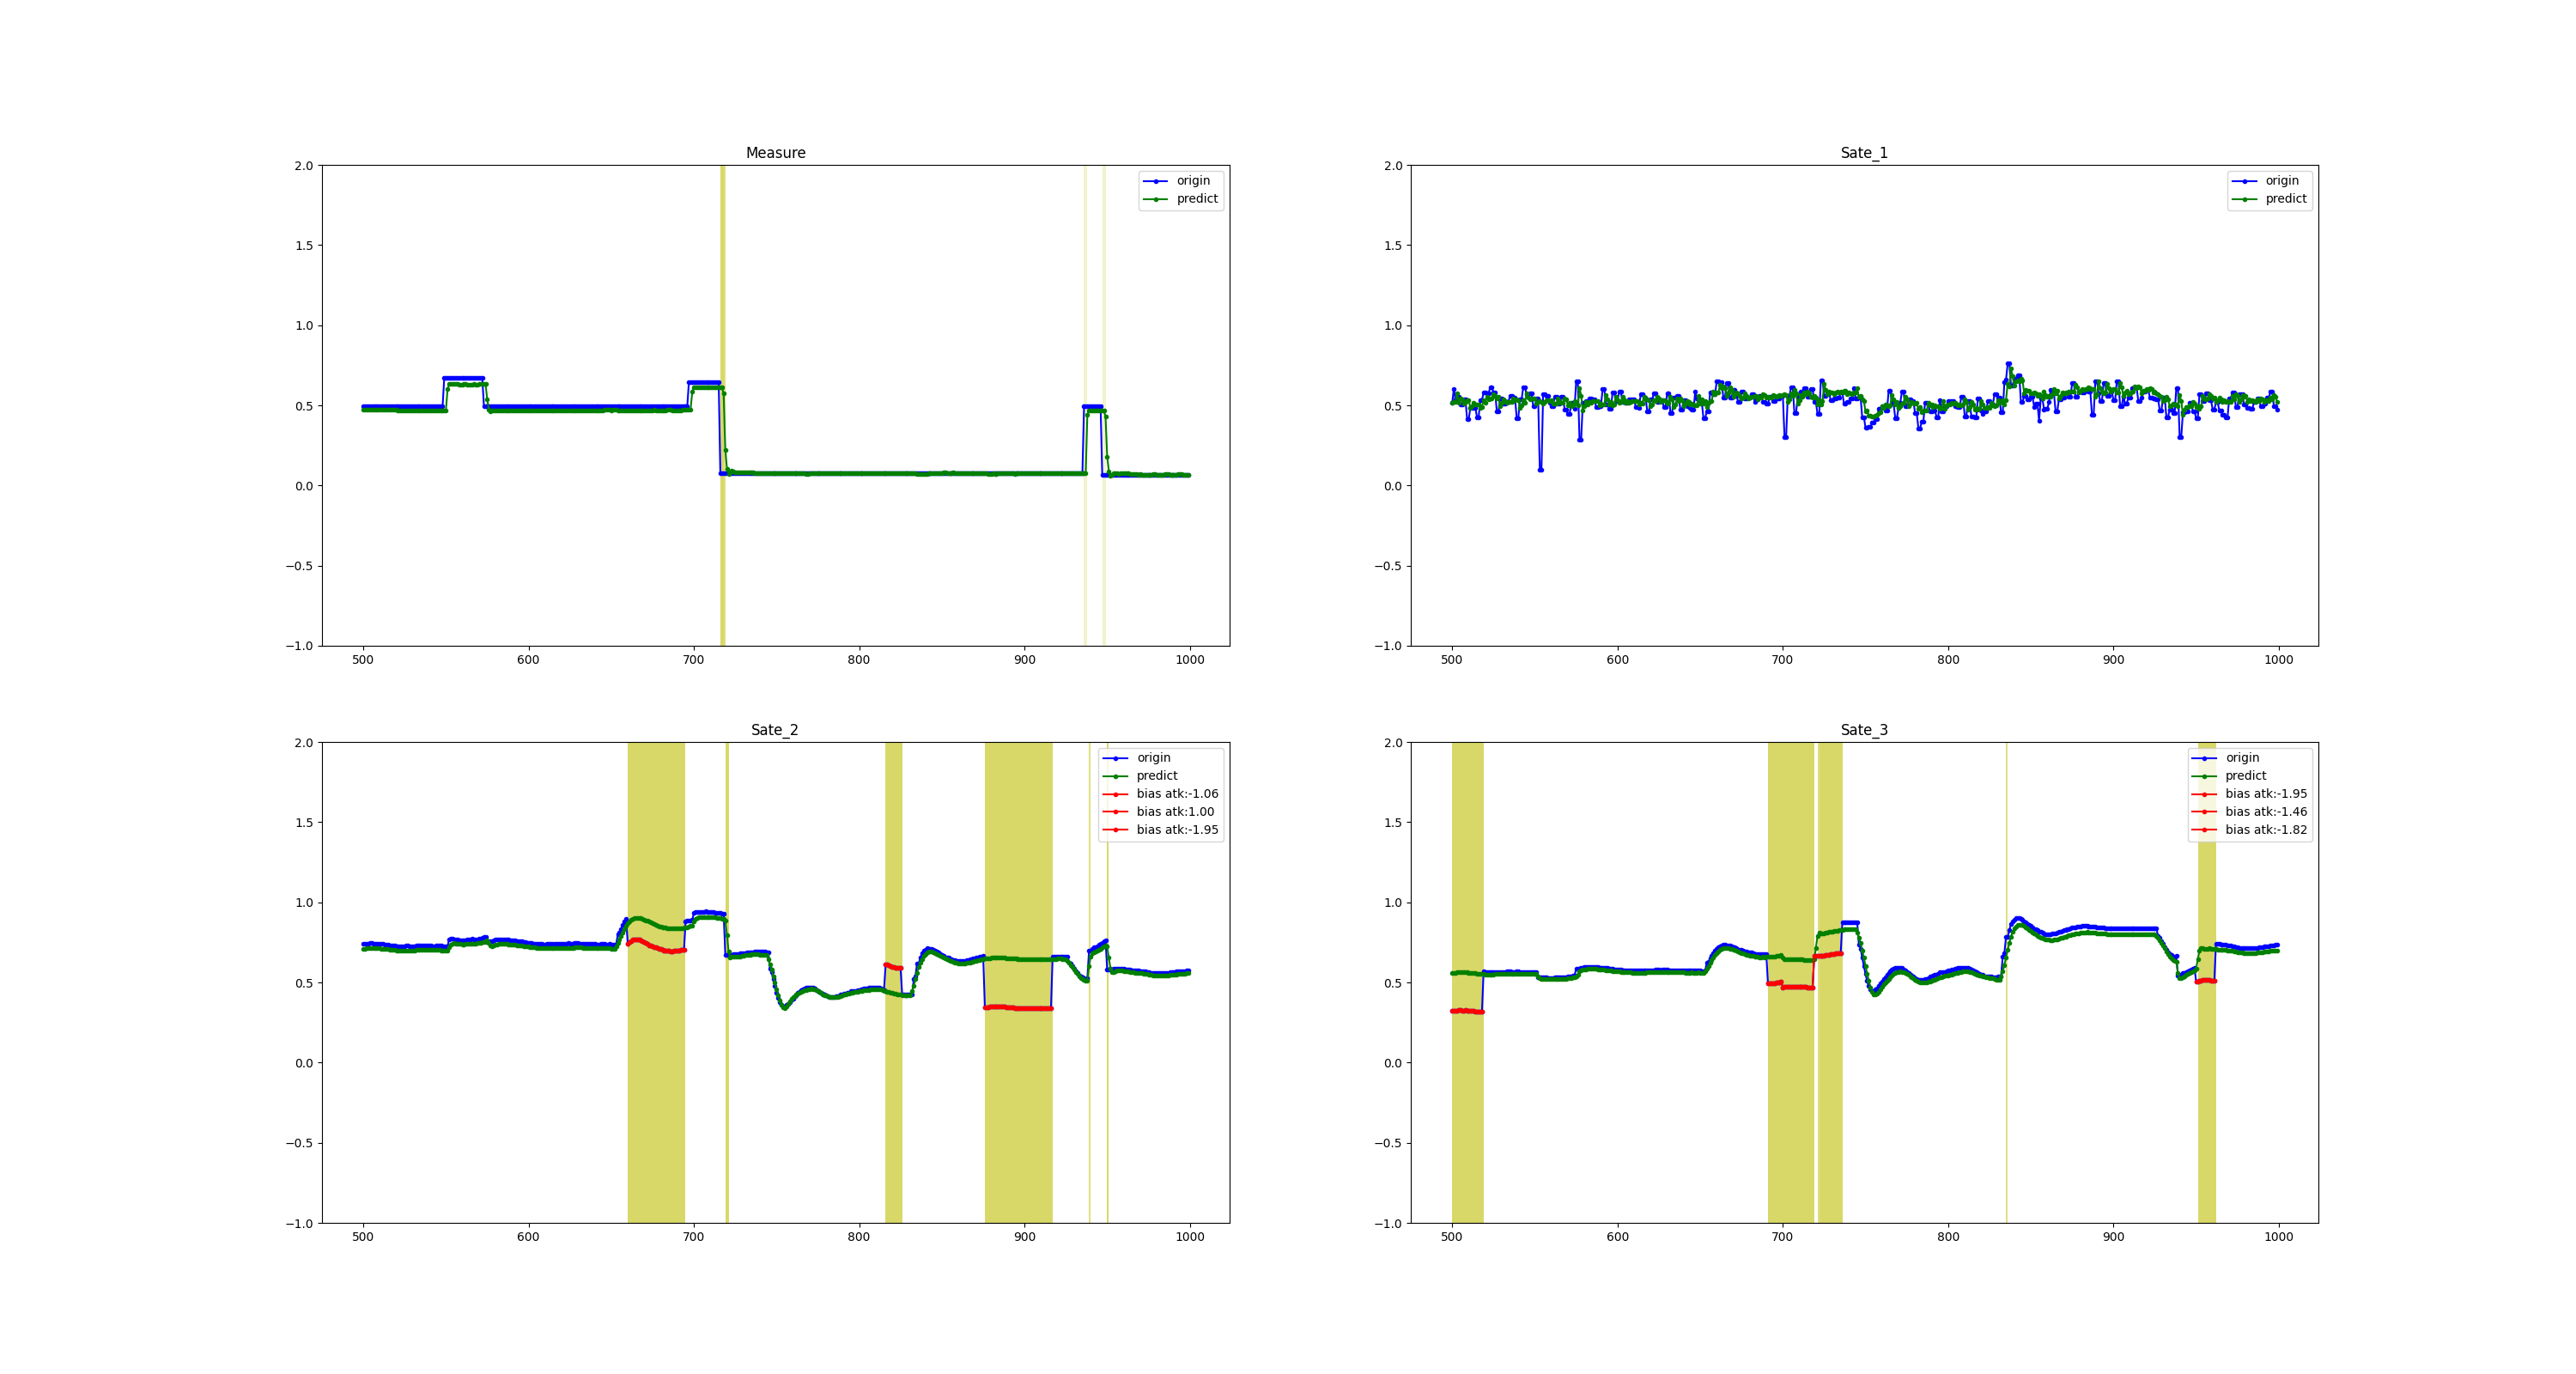 Measure
2.0
1.5
1.0
0.5
0.0
−0.5
−1.0
500 600 700 800 900 1000
origin
predict
Sate_1
2.0
1.5
1.0
0.5
0.0
−0.5
−1.0
500 600 700 800 900 1000
origin
predict
Sate_2
2.0
1.5
1.0
0.5
0.0
−0.5
−1.0
500 600 700 800 900 1000
origin
predict
bias atk:-1.06
bias atk:1.00
bias atk:-1.95
Sate_3
2.0
1.5
1.0
0.5
0.0
−0.5
−1.0
500 600 700 800 900 1000
origin
predict
bias atk:-1.95
bias atk:-1.46
bias atk:-1.82